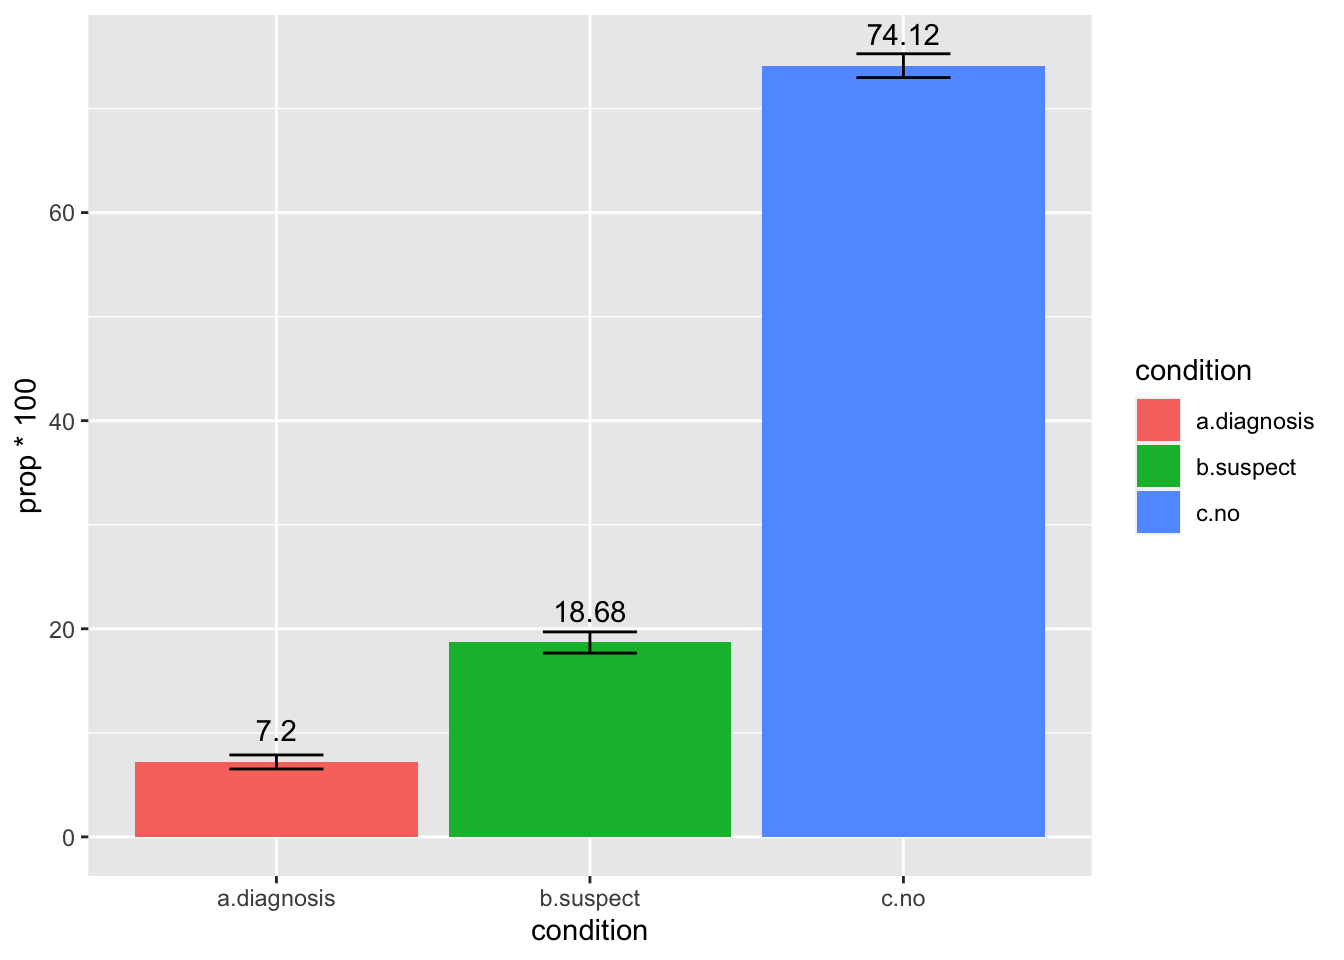 74.12
60
40
20
0
prop * 100
18.68
7.2
a.diagnosis
b.suspect
c.no
condition
condition
a.diagnosis
b.suspect
c.no